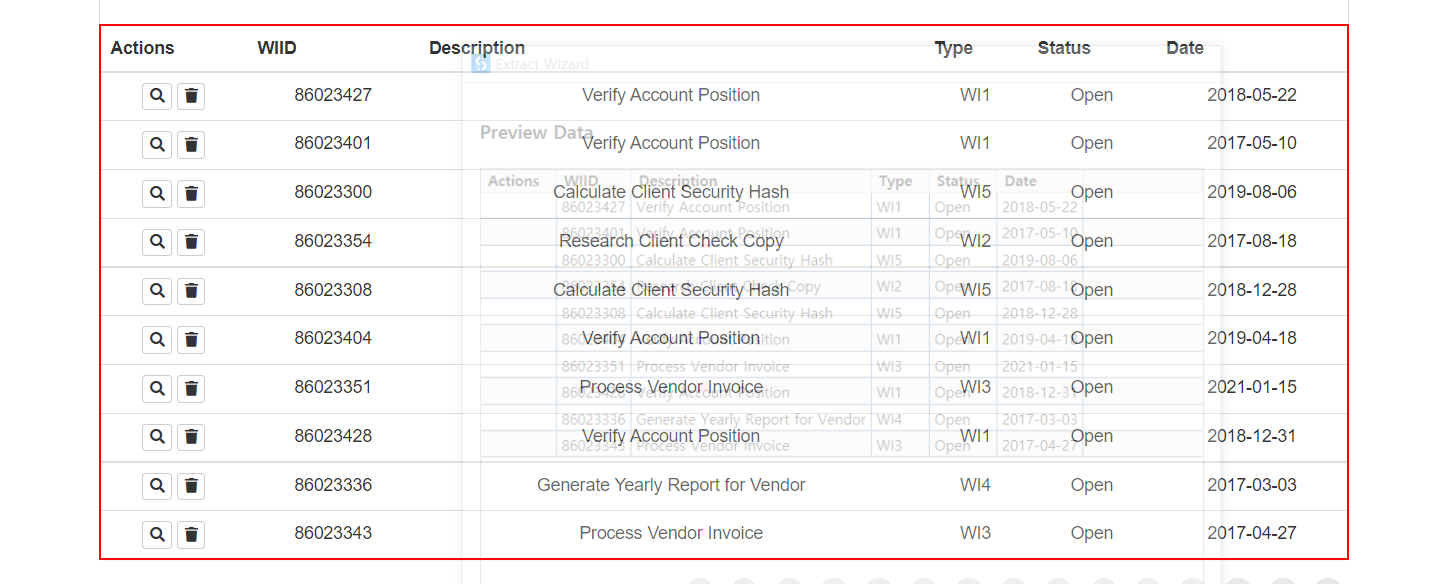 Actions WIID Description Type Status Date
Extract Wizard
86023427 Verify Account Position WI1 Open 2018-05-22
Preview Data
86023401 Verify Account Position WI1 Open 2017-05-10
Actions WIID Description Type Status Date
86023300 Calculate Client Security Hash WI5 Open 2019-08-06
86023427 Verify Account Position WI1 Open 2018-05-22
86023401 Verify Account Position WI1 Open 2017-05-10
86023354 Research Client Check Copy WI2 Open 2017-08-18
86023300 Calculate Client Security Hash WI5 Open 2019-08-06
86023354 Research Client Check Copy WI2 Open 2017-08-18
86023308 Calculate Client Security Hash WI5 Open 2018-12-28
86023308 Calculate Client Security Hash WI5 Open 2018-12-28
86023404 Verify Account Position WI1 Open 2019-04-18
86023404 Verify Account Position WI1 Open 2019-04-18
86023351 Process Vendor Invoice WI3 Open 2021-01-15
86023351 Process Vendor Invoice WI3 Open 2021-01-15
86023428 Verify Account Position WI1 Open 2018-12-31
86023336 Generate Yearly Report for Vendor WI4 Open 2017-03-03
86023428 Verify Account Position WI1 Open 2018-12-31
86023343 Process Vendor Invoice WI3 Open 2017-04-27
86023336 Generate Yearly Report for Vendor WI4 Open 2017-03-03
86023343 Process Vendor Invoice WI3 Open 2017-04-27